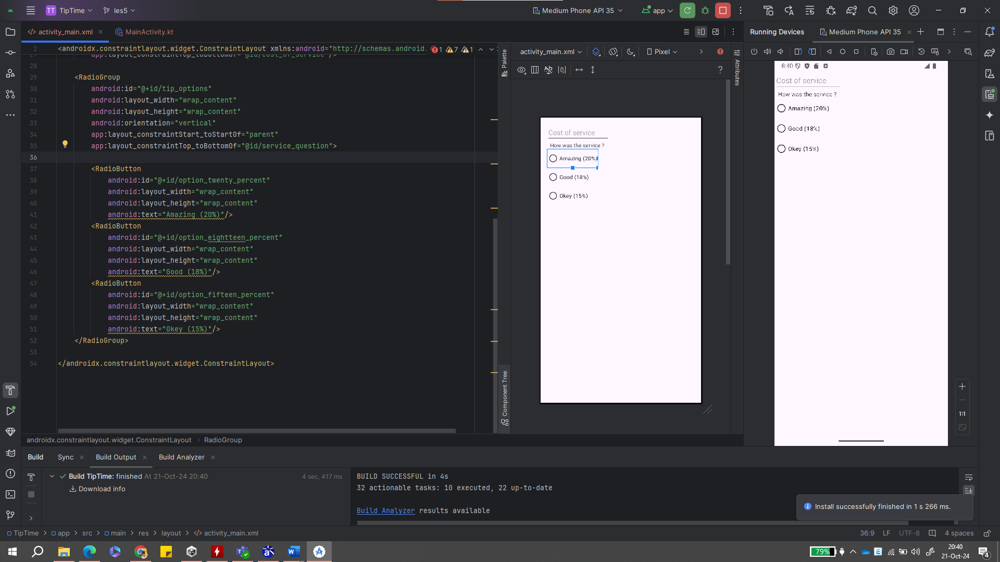 TT TipTime les5 Medium Phone API 35 app
activity_main.xml MainActivity.kt Running Devices Medium Phone API 35
2 <androidx.constraintlayout.widget.ConstraintLayout xmlns:android="http://schemas.android. 1 7 1
27 app:layout_constraintTop_toBottomOf="@id/cost_of_service"/>
28
29 <RadioGroup
30 android:id="@+id/tip_options"
31 android:layout_width="wrap_content"
32 android:layout_height="wrap_content"
33 android:orientation="vertical"
34 app:layout_constraintStart_toStartOf="parent"
35 app:layout_constraintTop_toBottomOf="@id/service_question">
36
37 <RadioButton
38 android:id="@+id/option_twenty_percent"
39 android:layout_width="wrap_content"
40 android:layout_height="wrap_content"
41 android:text="Amazing (20%)"/>
42 <RadioButton
43 android:id="@+id/option_eightteen_percent"
44 android:layout_width="wrap_content"
45 android:layout_height="wrap_content"
46 android:text="Good (18%)"/>
47 <RadioButton
48 android:id="@+id/option_fifteen_percent"
49 android:layout_width="wrap_content"
50 android:layout_height="wrap_content"
51 android:text="Okey (15%)"/>
52 </RadioGroup>
53
54 </androidx.constraintlayout.widget.ConstraintLayout>
Palette
Component Tree
activity_main.xml Pixel
?
Attributes
Cost of service
How was the service ?
Amazing (20%)
Good (18%)
Okey (15%)
8:40
Cost of service
How was the service ?
Amazing (20%)
Good (18%)
Okey (15%)
1:1
androidx.constraintlayout.widget.ConstraintLayout RadioGroup
Build Sync Build Output Build Analyzer
Build TipTime: finished At 21-Oct-24 20:40 4 sec, 417 ms
Download info
BUILD SUCCESSFUL in 4s
32 actionable tasks: 10 executed, 22 up-to-date
Build Analyzer results available
Install successfully finished in 1 s 266 ms.
TipTime app src main res layout activity_main.xml 36:9 LF UTF-8 4 spaces
79% 20:40
21-Oct-24 4